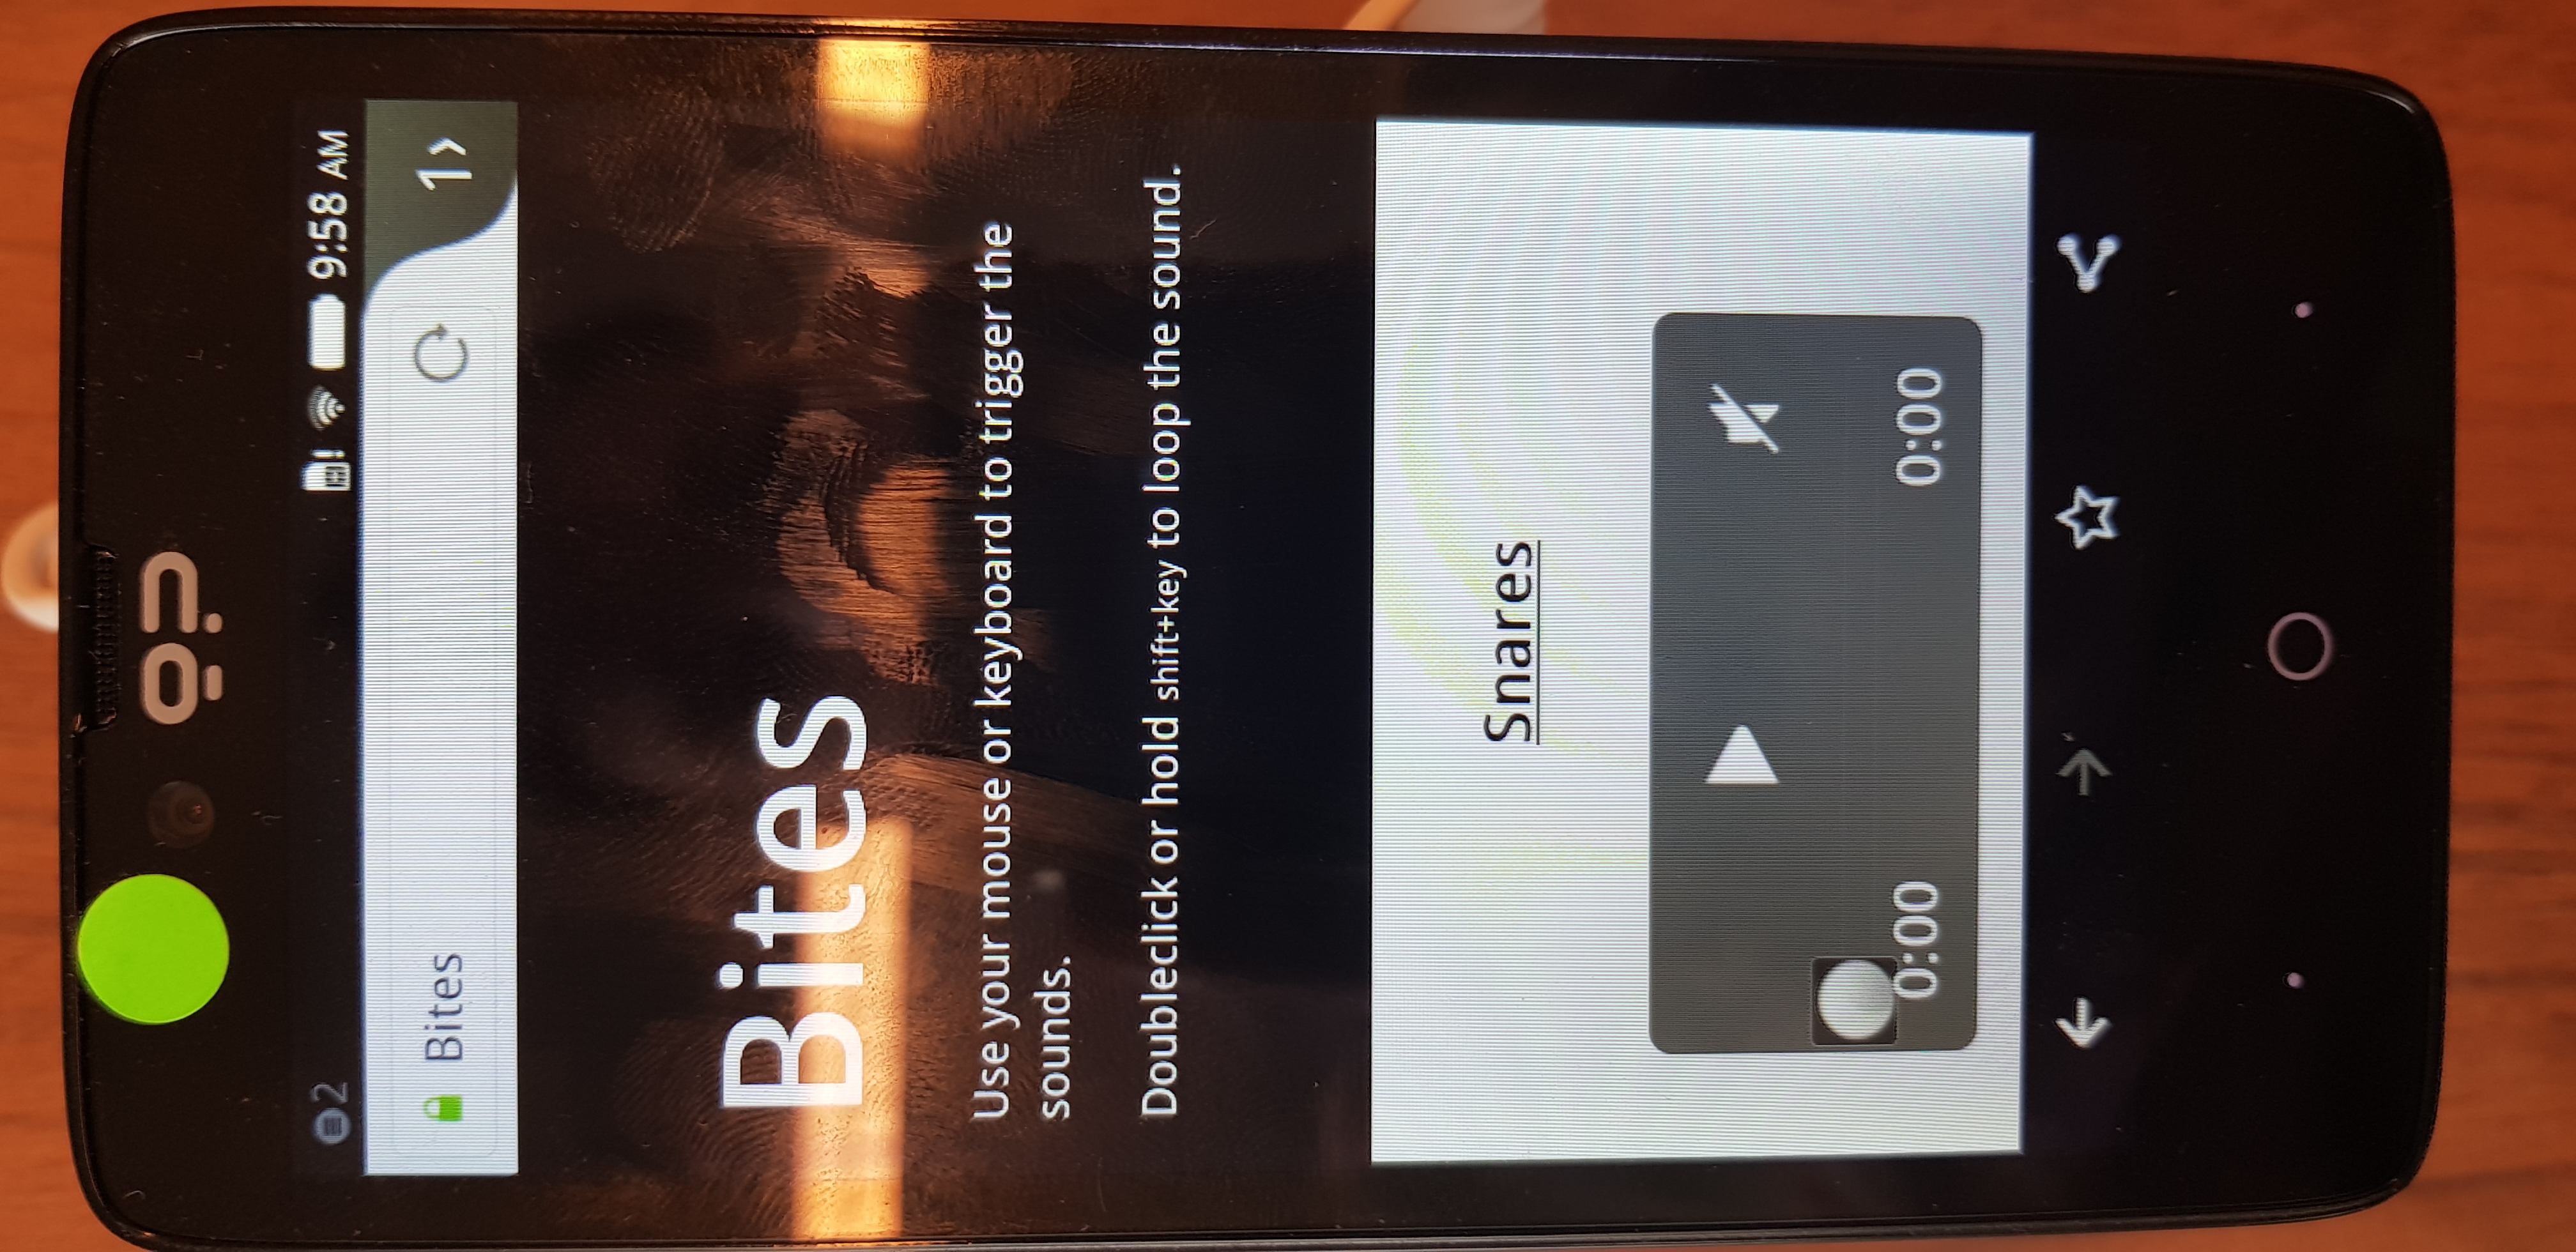 2 9:58 AM
Bites 1
Bites
Use your mouse or keyboard to trigger the
sounds.
Doubleclick or hold shift+key to loop the sound.
Snares
0:00 0:00